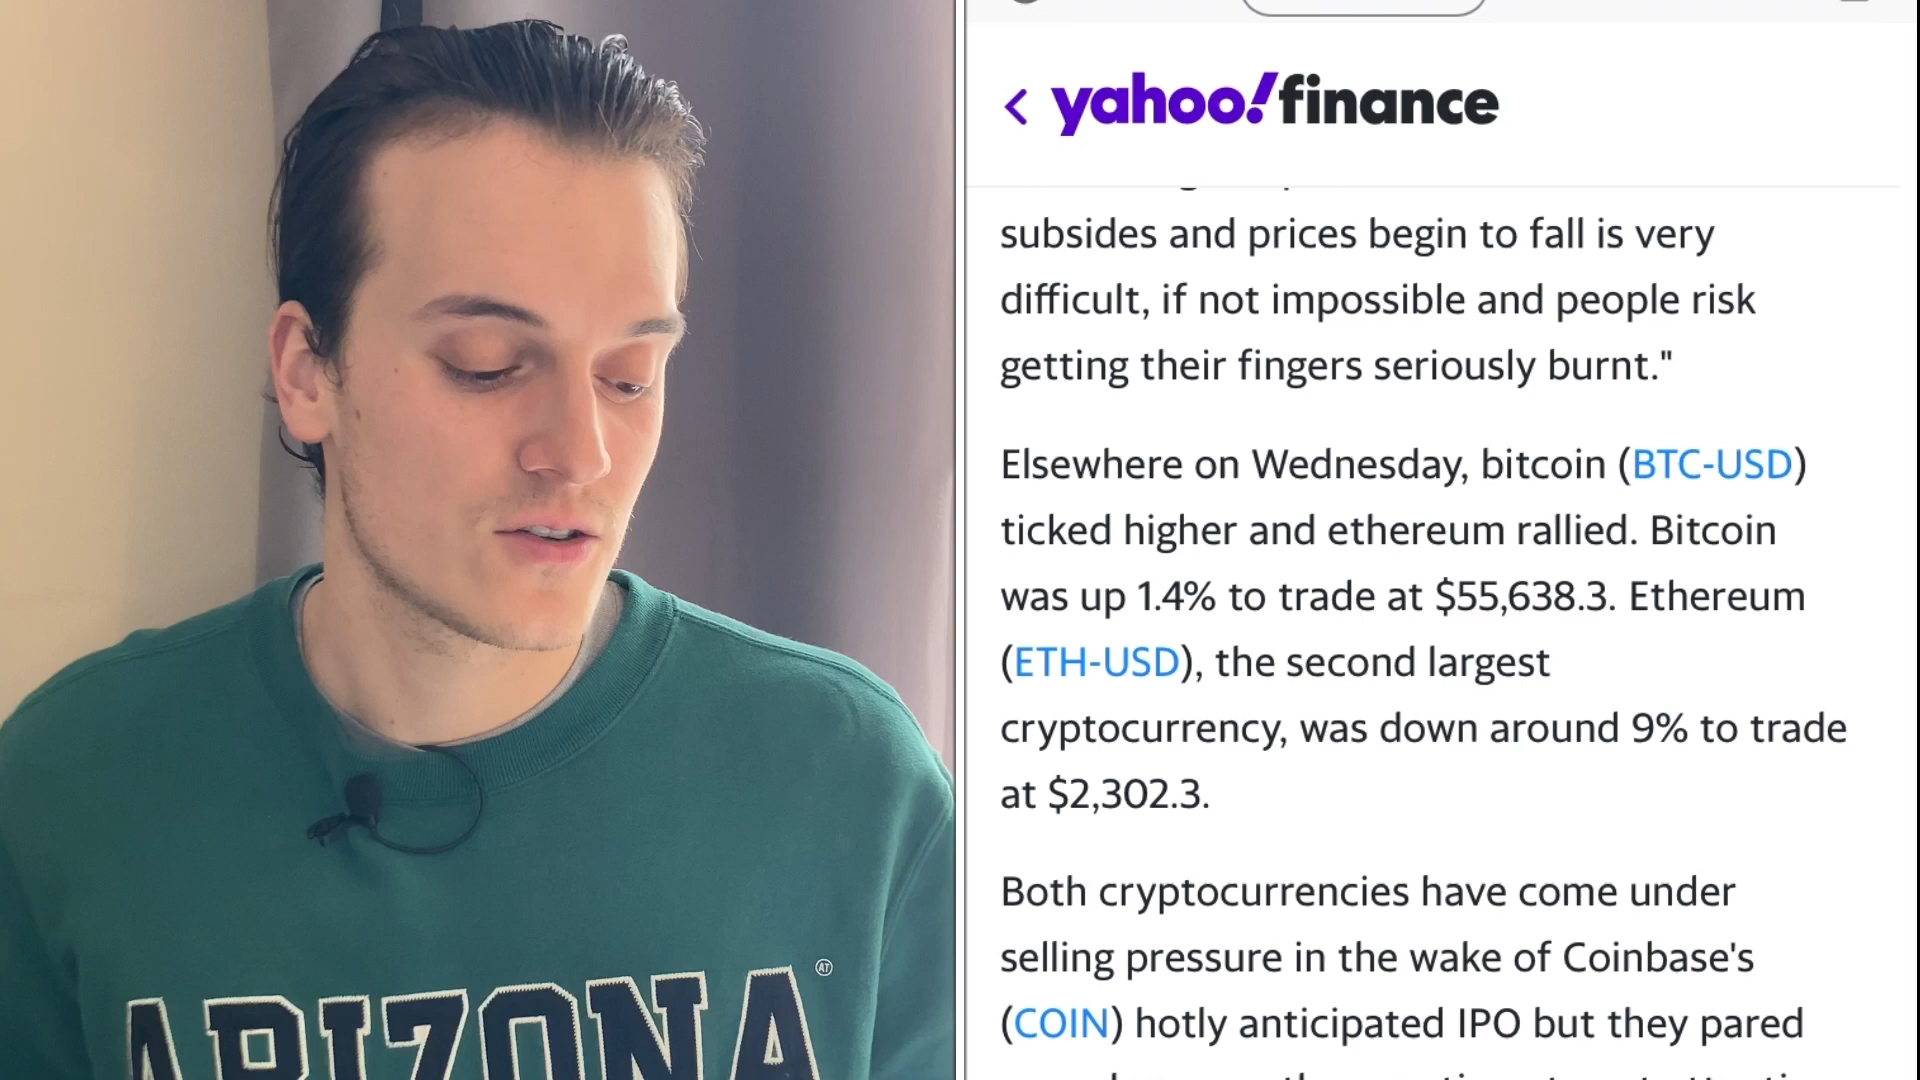 yahoo!finance
subsides and prices begin to fall is very
difficult, if not impossible and people risk
getting their fingers seriously burnt."
Elsewhere on Wednesday, bitcoin (BTC-USD)
ticked higher and ethereum rallied. Bitcoin
was up 1.4% to trade at $55,638.3. Ethereum
(ETH-USD), the second largest
cryptocurrency, was down around 9% to trade
at $2,302.3.
Both cryptocurrencies have come under
selling pressure in the wake of Coinbase's
(COIN) hotly anticipated IPO but they pared
ARIZONA
AT